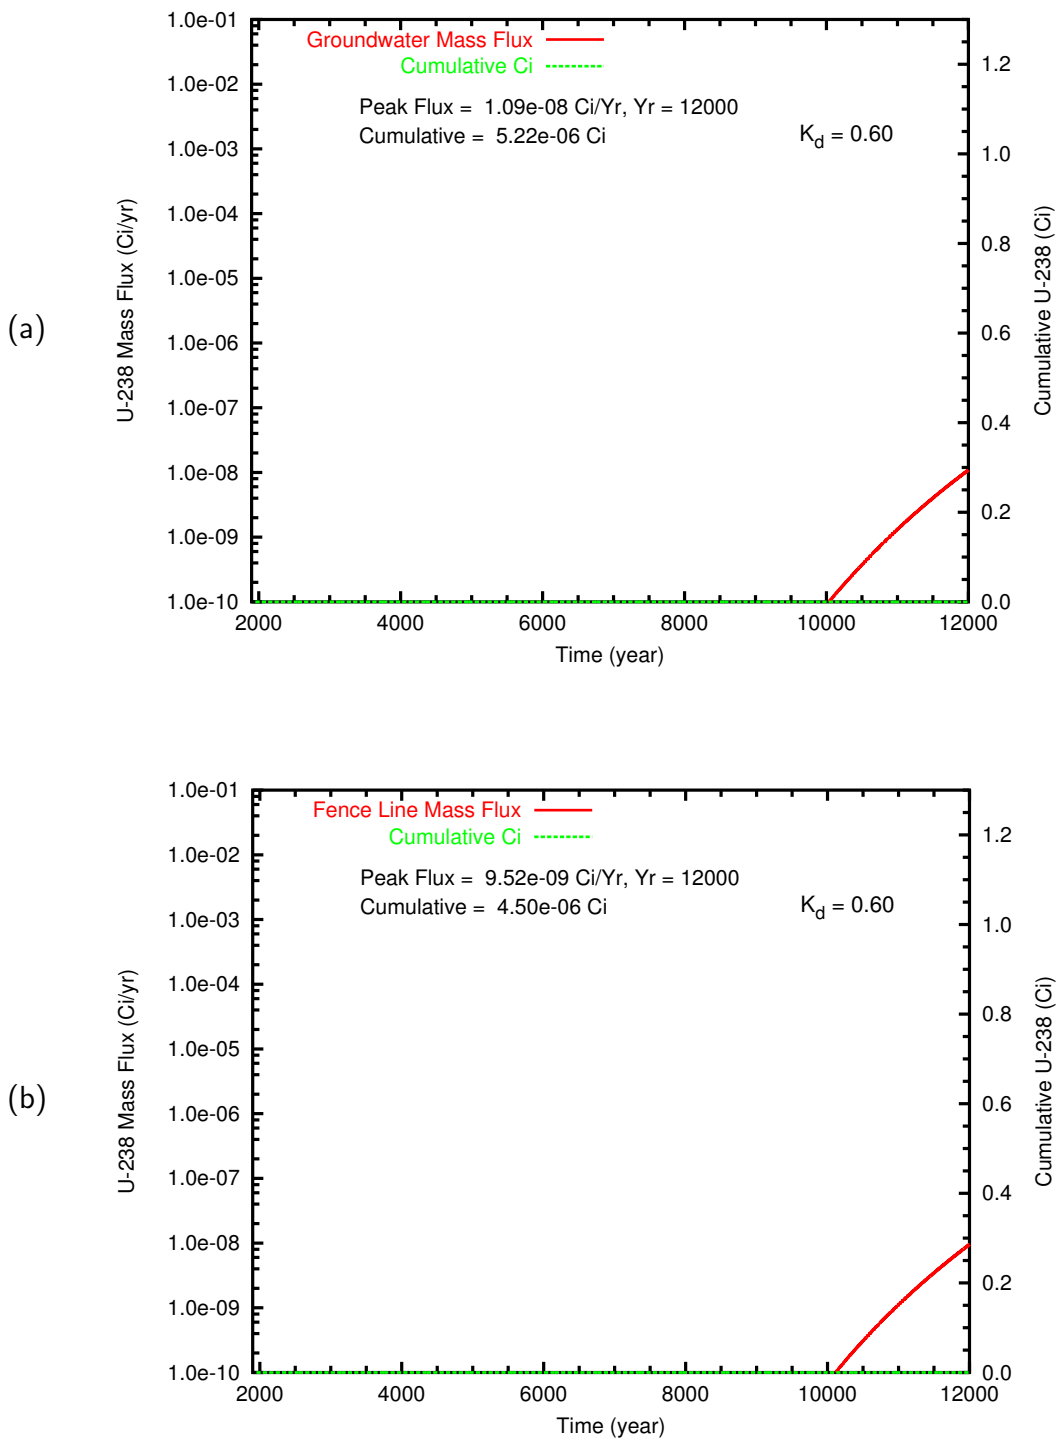 (a)
U-238 Mass Flux (Ci/yr)
1.0e-01
1.0e-02
1.0e-03
1.0e-04
1.0e-05
1.0e-06
1.0e-07
1.0e-08
1.0e-09
1.0e-10
Groundwater Mass Flux
Cumulative Ci
Peak Flux = 1.09e-08 Ci/Yr, Yr = 12000
Cumulative = 5.22e-06 Ci
K_d = 0.60
1.2
1.0
0.8
0.6
0.4
0.2
0.0
Cumulative U-238 (Ci)
2000 4000 6000 8000 10000 12000
Time (year)
(b)
U-238 Mass Flux (Ci/yr)
1.0e-01
1.0e-02
1.0e-03
1.0e-04
1.0e-05
1.0e-06
1.0e-07
1.0e-08
1.0e-09
1.0e-10
Fence Line Mass Flux
Cumulative Ci
Peak Flux = 9.52e-09 Ci/Yr, Yr = 12000
Cumulative = 4.50e-06 Ci
K_d = 0.60
1.2
1.0
0.8
0.6
0.4
0.2
0.0
Cumulative U-238 (Ci)
2000 4000 6000 8000 10000 12000
Time (year)